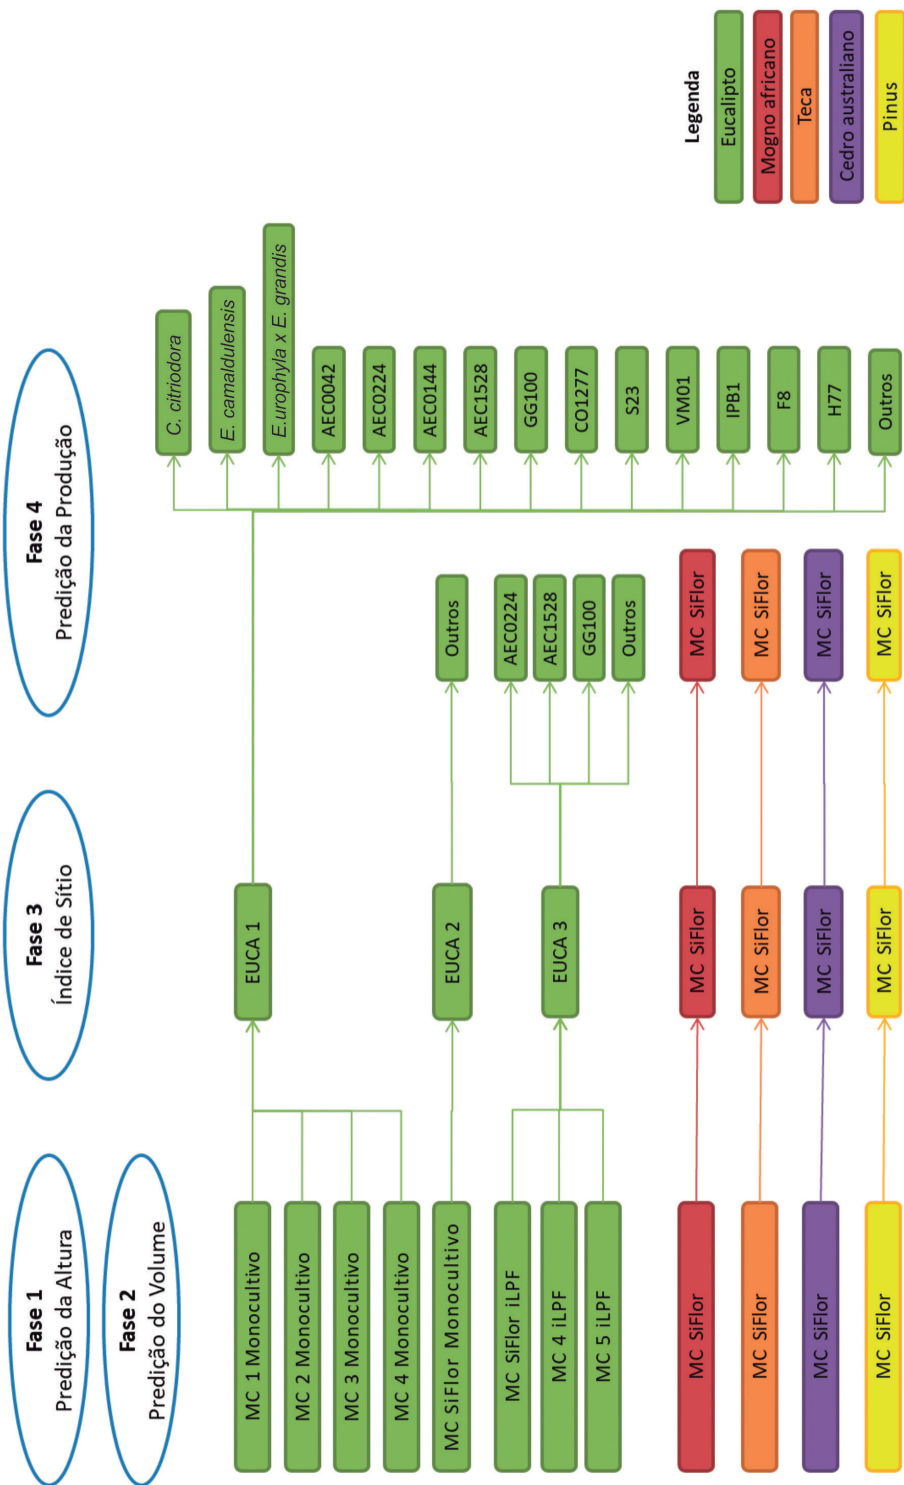 Fase 1
Predição da Altura
Fase 2
Predição do Volume
Fase 3
Índice de Sítio
Fase 4
Predição da Produção
MC 1 Monocultivo
MC 2 Monocultivo
MC 3 Monocultivo
MC 4 Monocultivo
MC SiFlor Monocultivo
MC SiFlor iLPF
MC 4 iLPF
MC 5 iLPF
MC SiFlor
MC SiFlor
MC SiFlor
MC SiFlor
EUCA 1
EUCA 2
EUCA 3
MC SiFlor
MC SiFlor
MC SiFlor
MC SiFlor
Outros
AEC0224
AEC1528
GG100
Outros
MC SiFlor
MC SiFlor
MC SiFlor
MC SiFlor
C. citriodora
E. camaldulensis
E.urophyla x E. grandis
AEC0042
AEC0224
AEC0144
AEC1528
GG100
CO1277
S23
VM01
IPB1
F8
H77
Outros
Legenda
Eucalipto
Mogno africano
Teca
Cedro australiano
Pinus